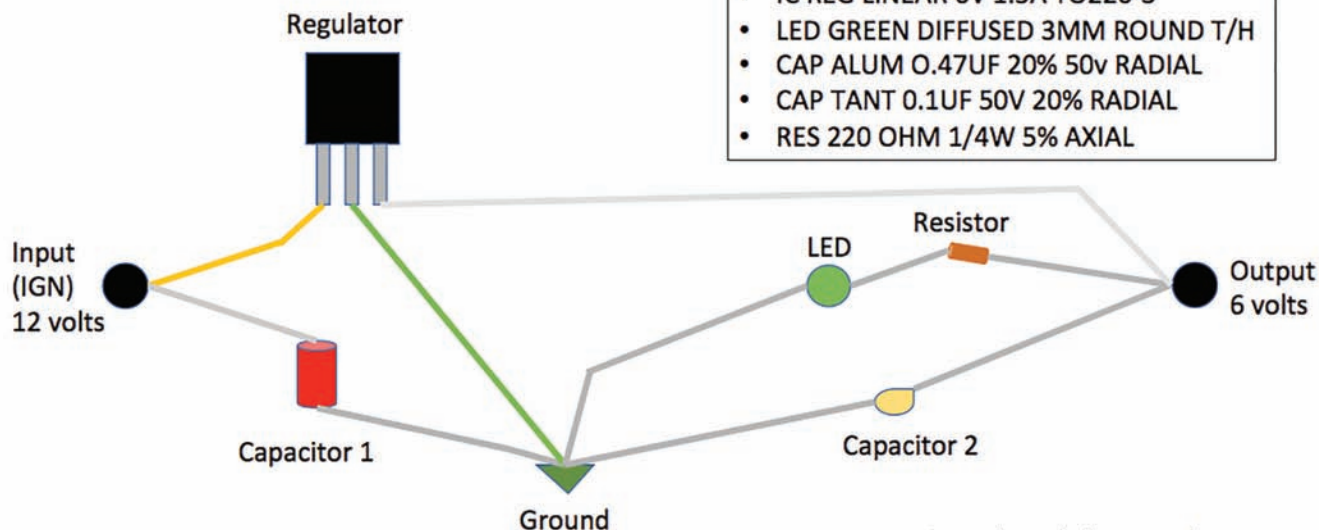 Regulator
• LED GREEN DIFFUSED 3MM ROUND T/H
• CAP ALUM O.47UF 20% 50v RADIAL
• CAP TANT 0.1UF 50V 20% RADIAL
• RES 220 OHM 1/4W 5% AXIAL
Resistor
LED
Input
(IGN)
12 volts
Output
6 volts
Capacitor 1
Capacitor 2
Ground